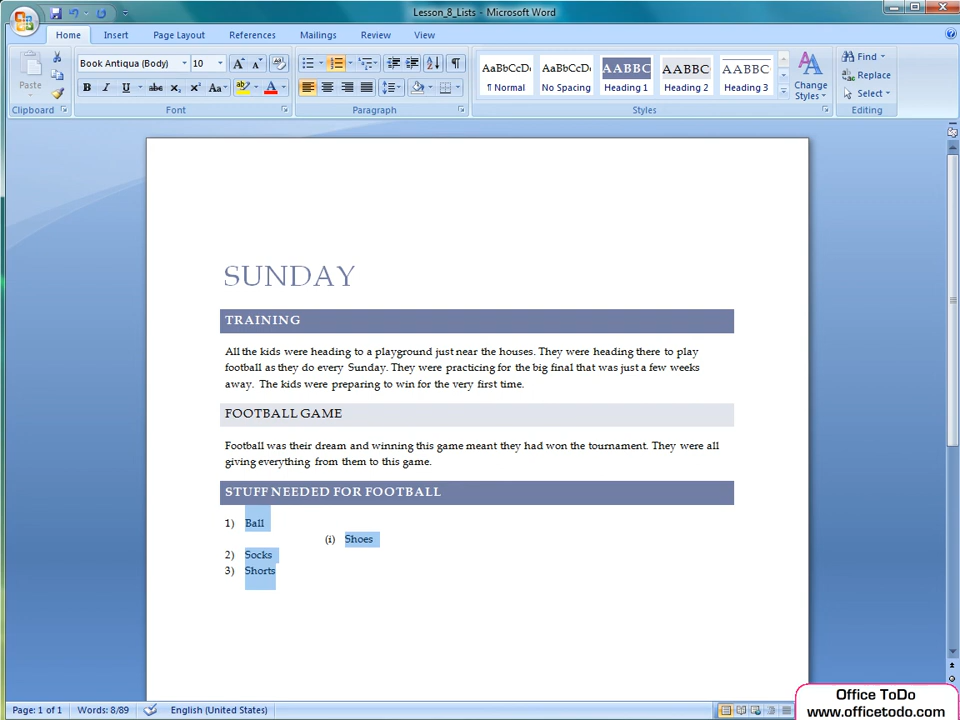 Lesson_8_Lists - Microsoft Word
Home Insert Page Layout References Mailings Review View
Paste
Clipboard
Book Antiqua (Body) 10
Font
Paragraph
AaBbCcDı AaBbCcDı AABBC AABBCC AABBCC
¶ Normal No Spacing Heading 1 Heading 2 Heading 3
Styles
Change
Styles
Find
Replace
Select
Editing
SUNDAY
TRAINING
All the kids were heading to a playground just near the houses. They were heading there to play
football as they do every Sunday. They were practicing for the big final that was just a few weeks
away. The kids were preparing to win for the very first time.
FOOTBALL GAME
Football was their dream and winning this game meant they had won the tournament. They were all
giving everything from them to this game.
STUFF NEEDED FOR FOOTBALL
1) Ball
(i) Shoes
2) Socks
3) Shorts
Page: 1 of 1 Words: 8/89 English (United States)
Office ToDo
www.officetodo.com